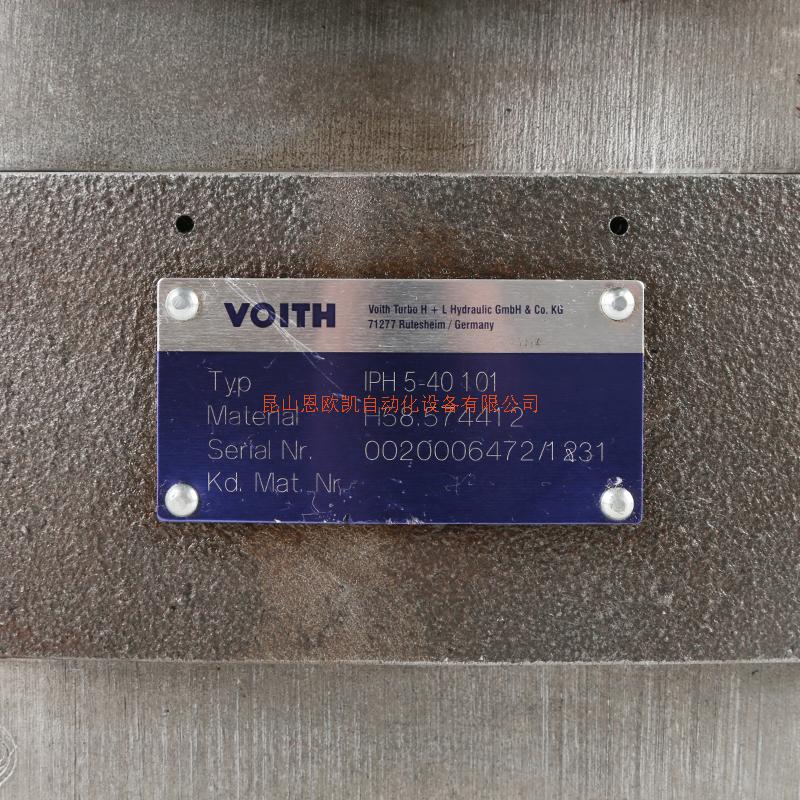 VOITH
Voith Turbo H + L Hydraulic GmbH & Co. KG
71277 Rutesheim / Germany
Typ IPH 5-40 101
昆山恩欧凯自动化设备有限公司
Material H58.574412
Serial Nr. 0020006472/1831
Kd. Mat. Nr.